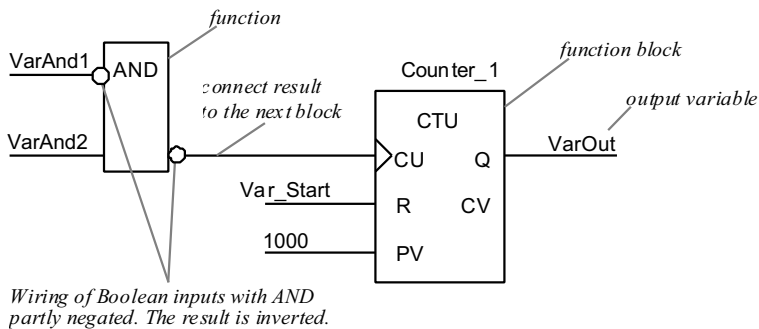 function
VarAnd1
AND
function block
Counter_1
connect result
to the next block
output variable
CTU
VarAnd2
CU
Q
VarOut
Var_Start
R
CV
1000
PV
Wiring of Boolean inputs with AND
partly negated. The result is inverted.